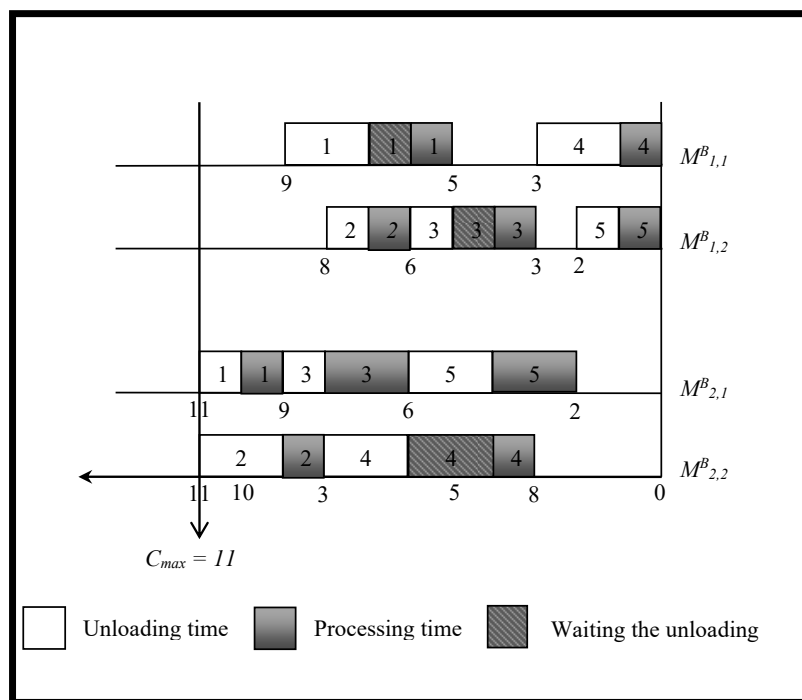 1 1 1 4 4 M^B_{1,1}
9 5 3
2 2 3 3 3 5 5 M^B_{1,2}
8 6 3 2
1 1 3 3 5 5 M^B_{2,1}
11 9 6 2
2 2 4 4 4 M^B_{2,2}
11 10 3 5 8 0
C_{max} = 11
Unloading time Processing time Waiting the unloading